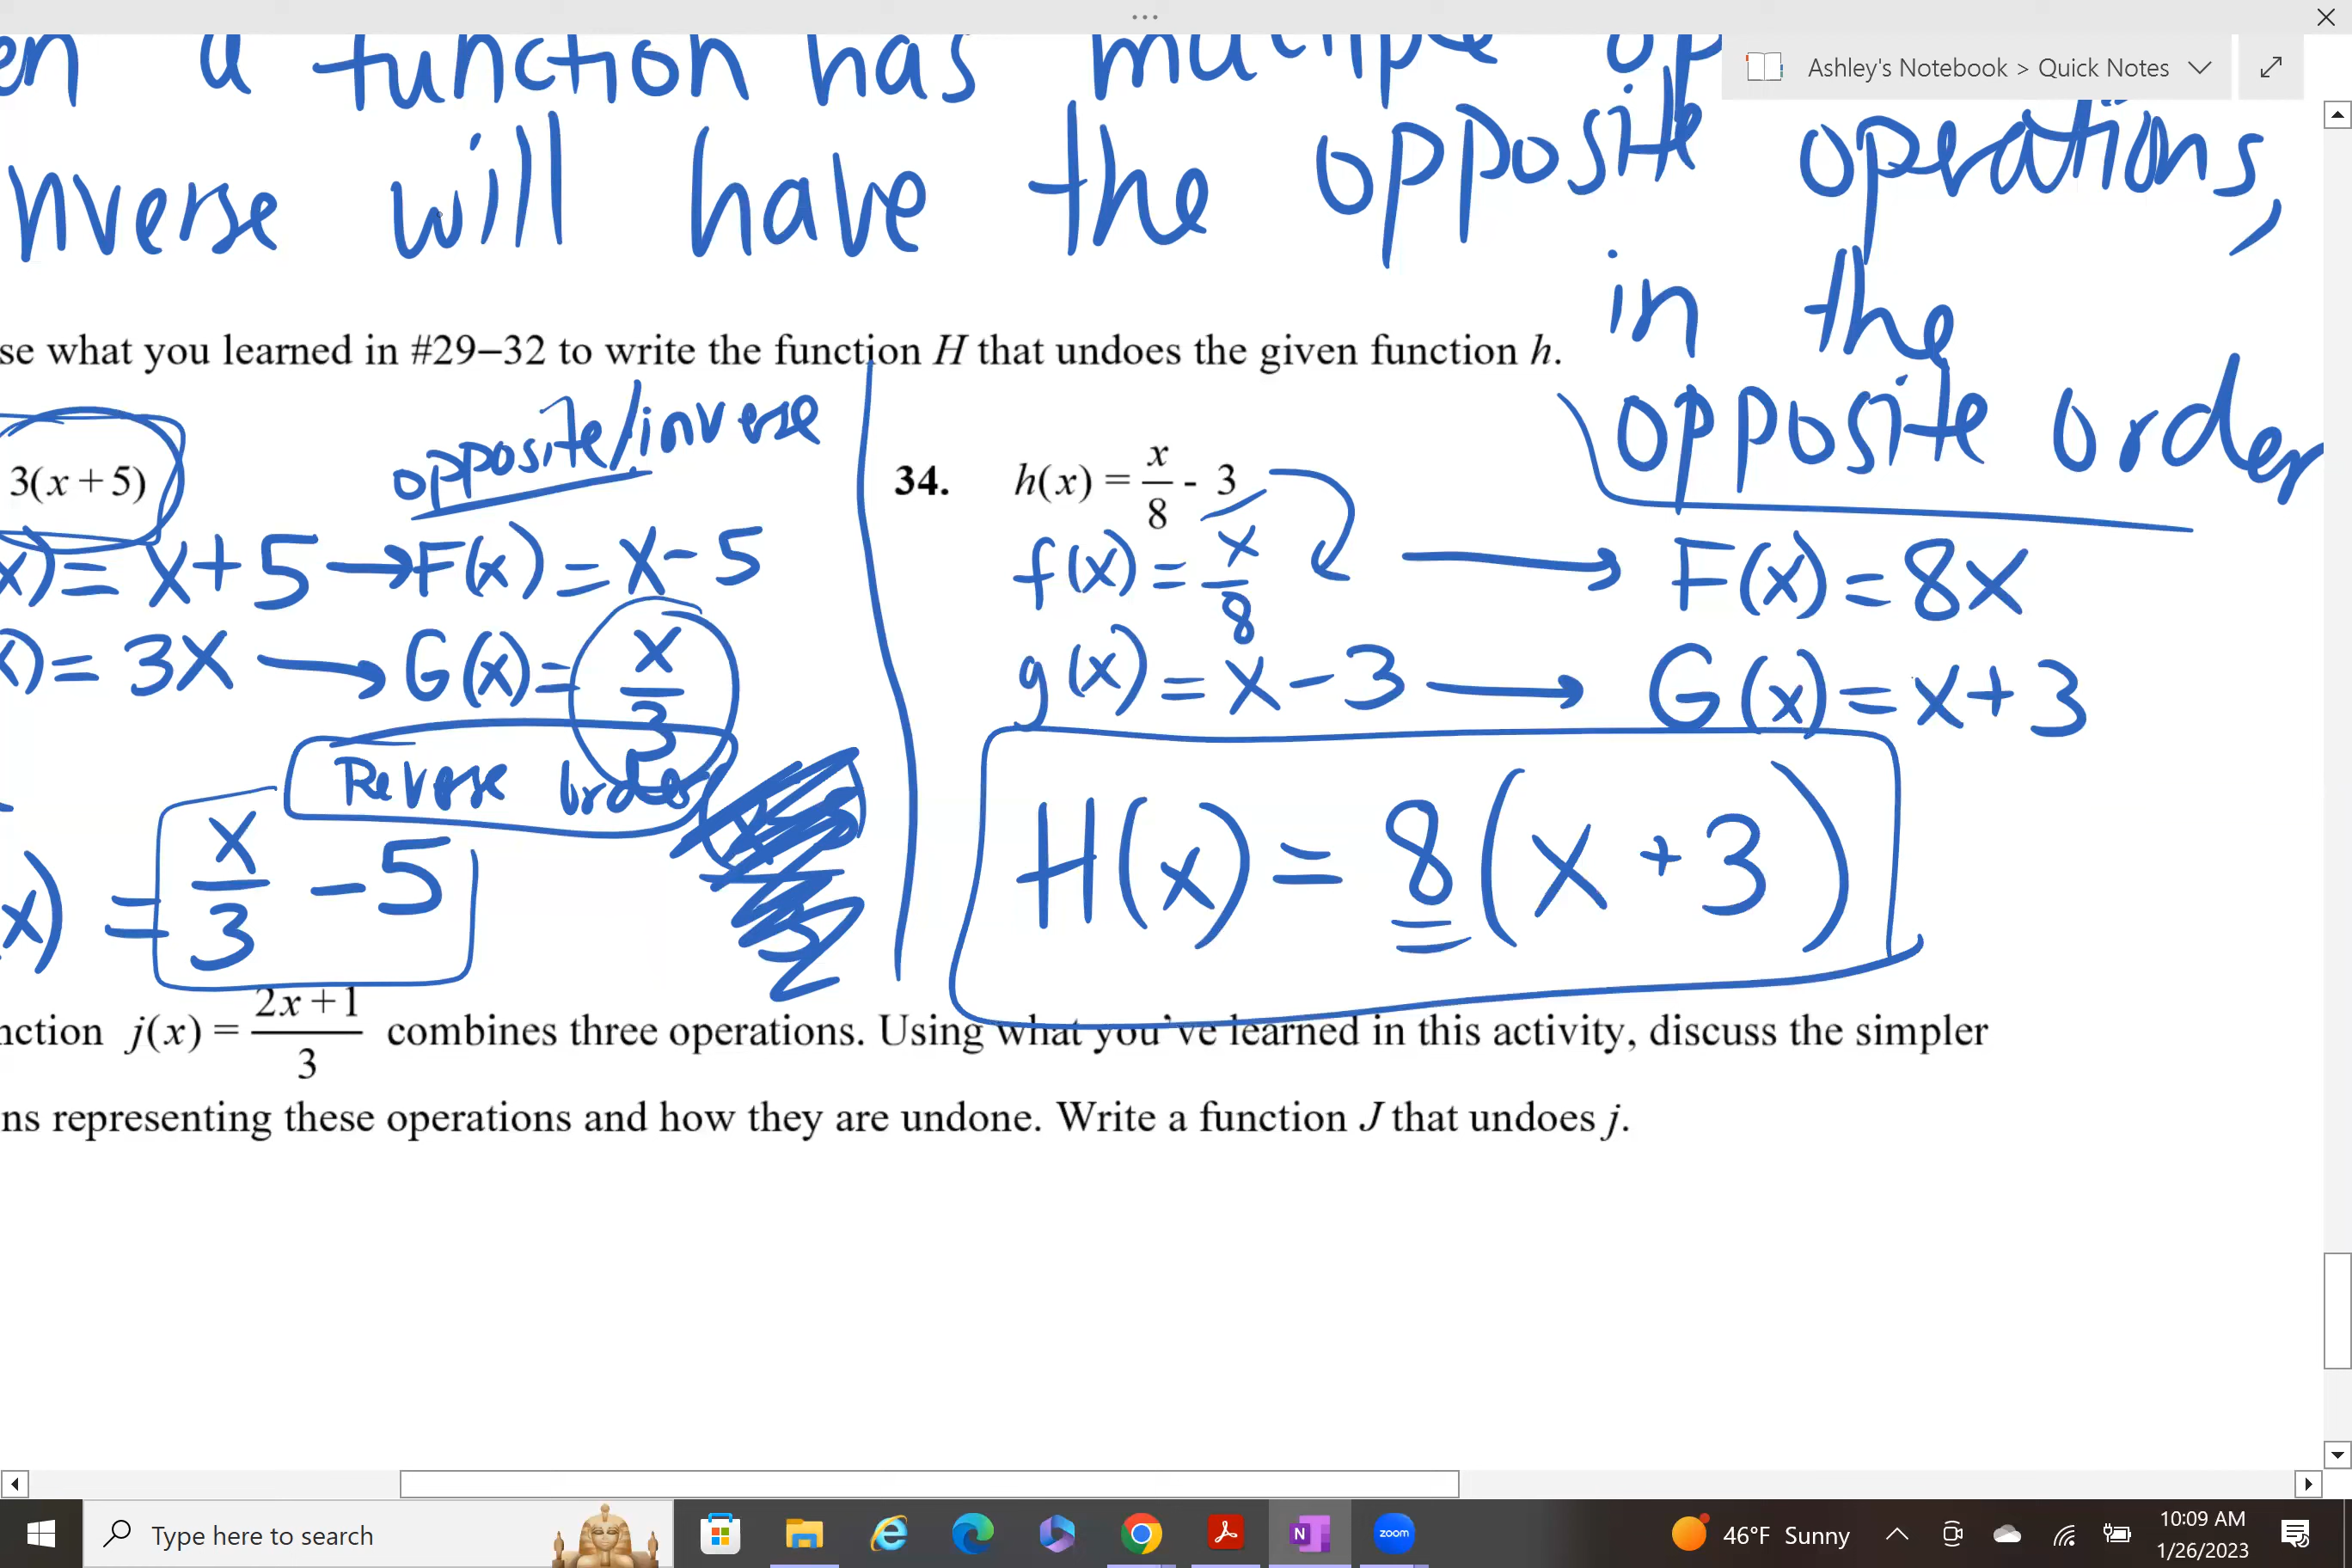 en a function has multiple op
Ashley's Notebook > Quick Notes
nverse will have the opposite operations,
in the
opposite order
se what you learned in #29–32 to write the function H that undoes the given function h.
opposite/inverse
3(x+5)
34. h(x) = x/8 - 3
x) = x+5 → F(x) = x-5
f(x) = x/8 → F(x) = 8x
x) = 3x → G(x) = x/3
g(x) = x-3 → G(x) = x+3
Reverse order
x) = x/3 - 5
H(x) = 8(x+3)
nction j(x) = 2x+1/3 combines three operations. Using what you've learned in this activity, discuss the simpler
ns representing these operations and how they are undone. Write a function J that undoes j.
Type here to search
N
zoom
46°F Sunny
10:09 AM
1/26/2023